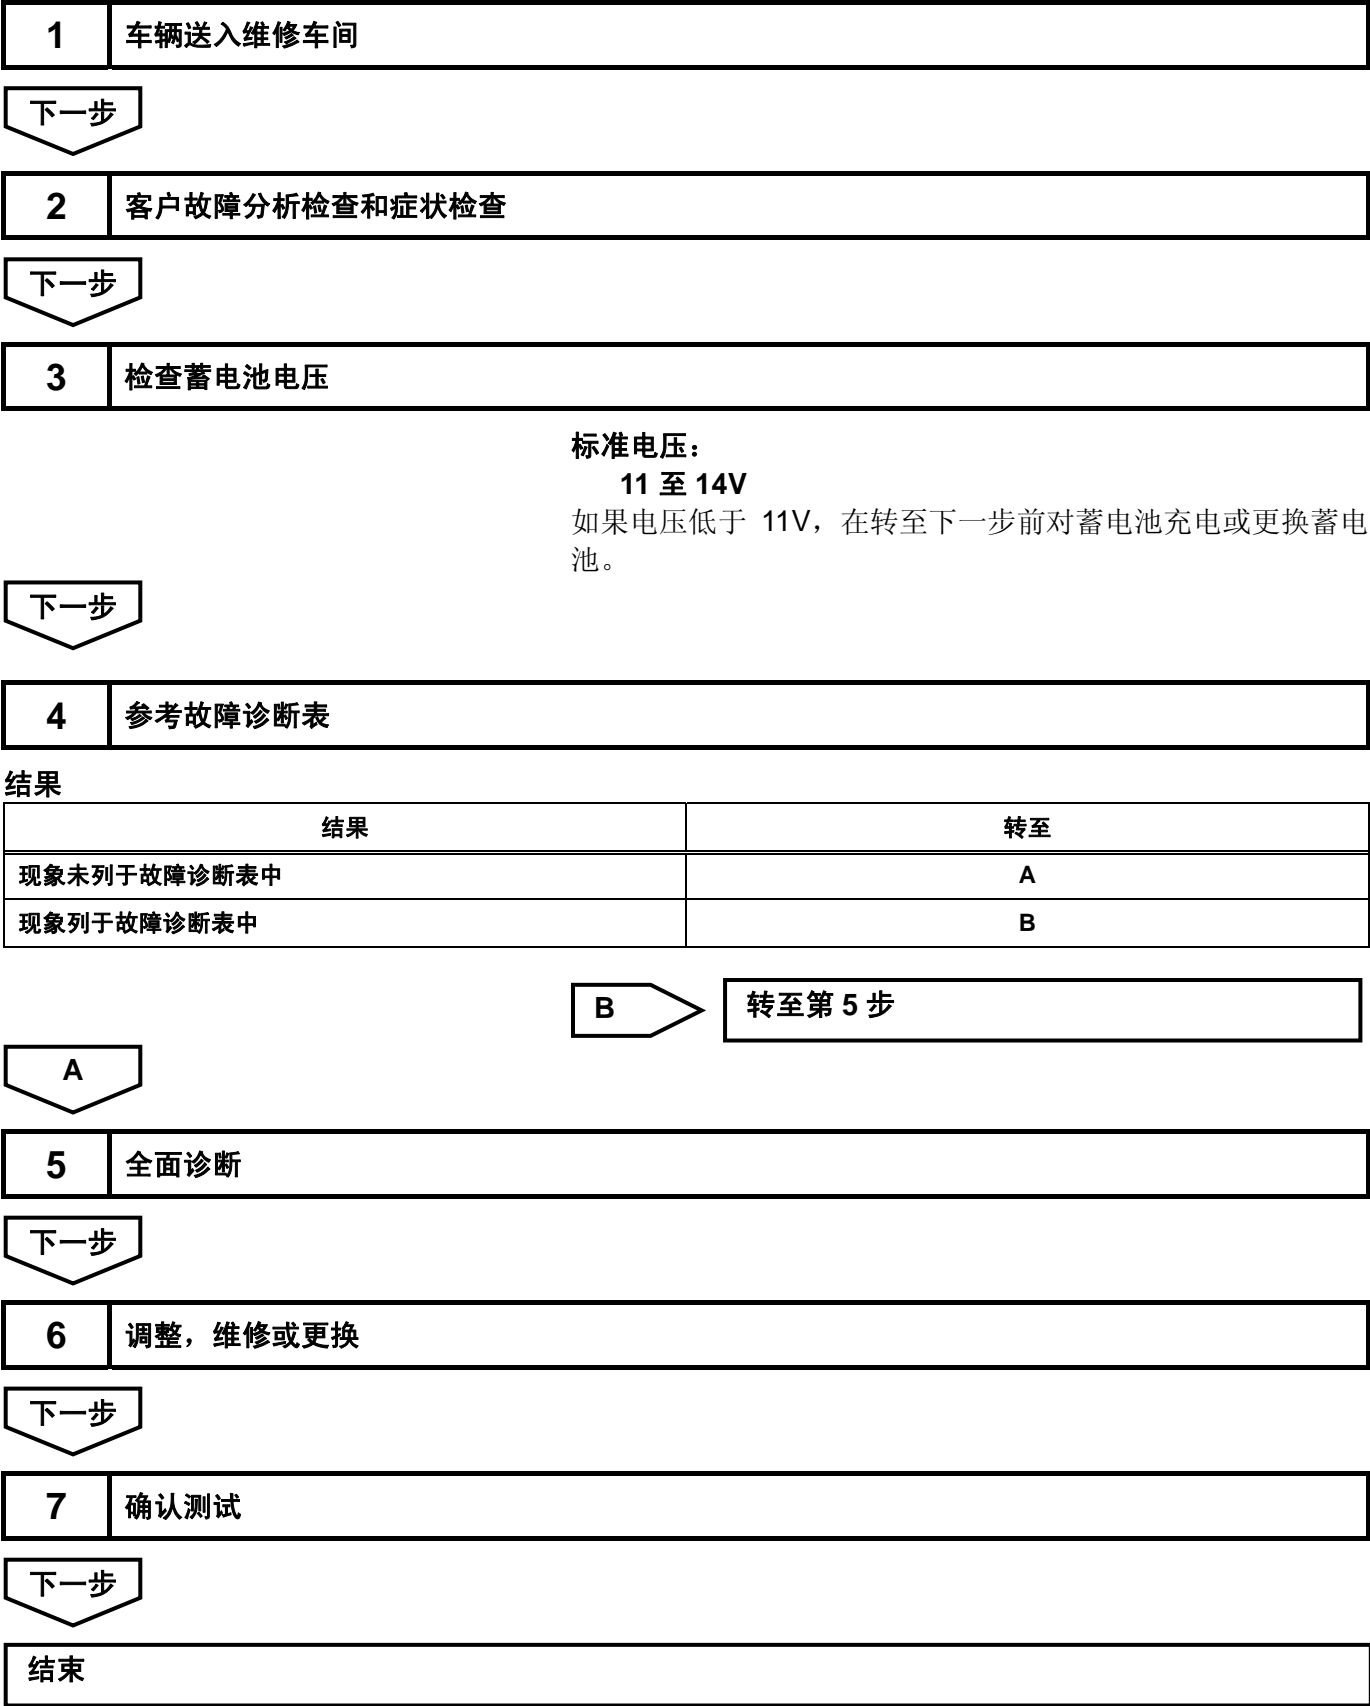 1 车辆送入维修车间
下一步
2 客户故障分析检查和症状检查
下一步
3 检查蓄电池电压
标准电压：
11 至 14V
如果电压低于 11V，在转至下一步前对蓄电池充电或更换蓄电
池。
下一步
4 参考故障诊断表
结果
结果 转至
现象未列于故障诊断表中 A
现象列于故障诊断表中 B
B 转至第 5 步
A
5 全面诊断
下一步
6 调整，维修或更换
下一步
7 确认测试
下一步
结束